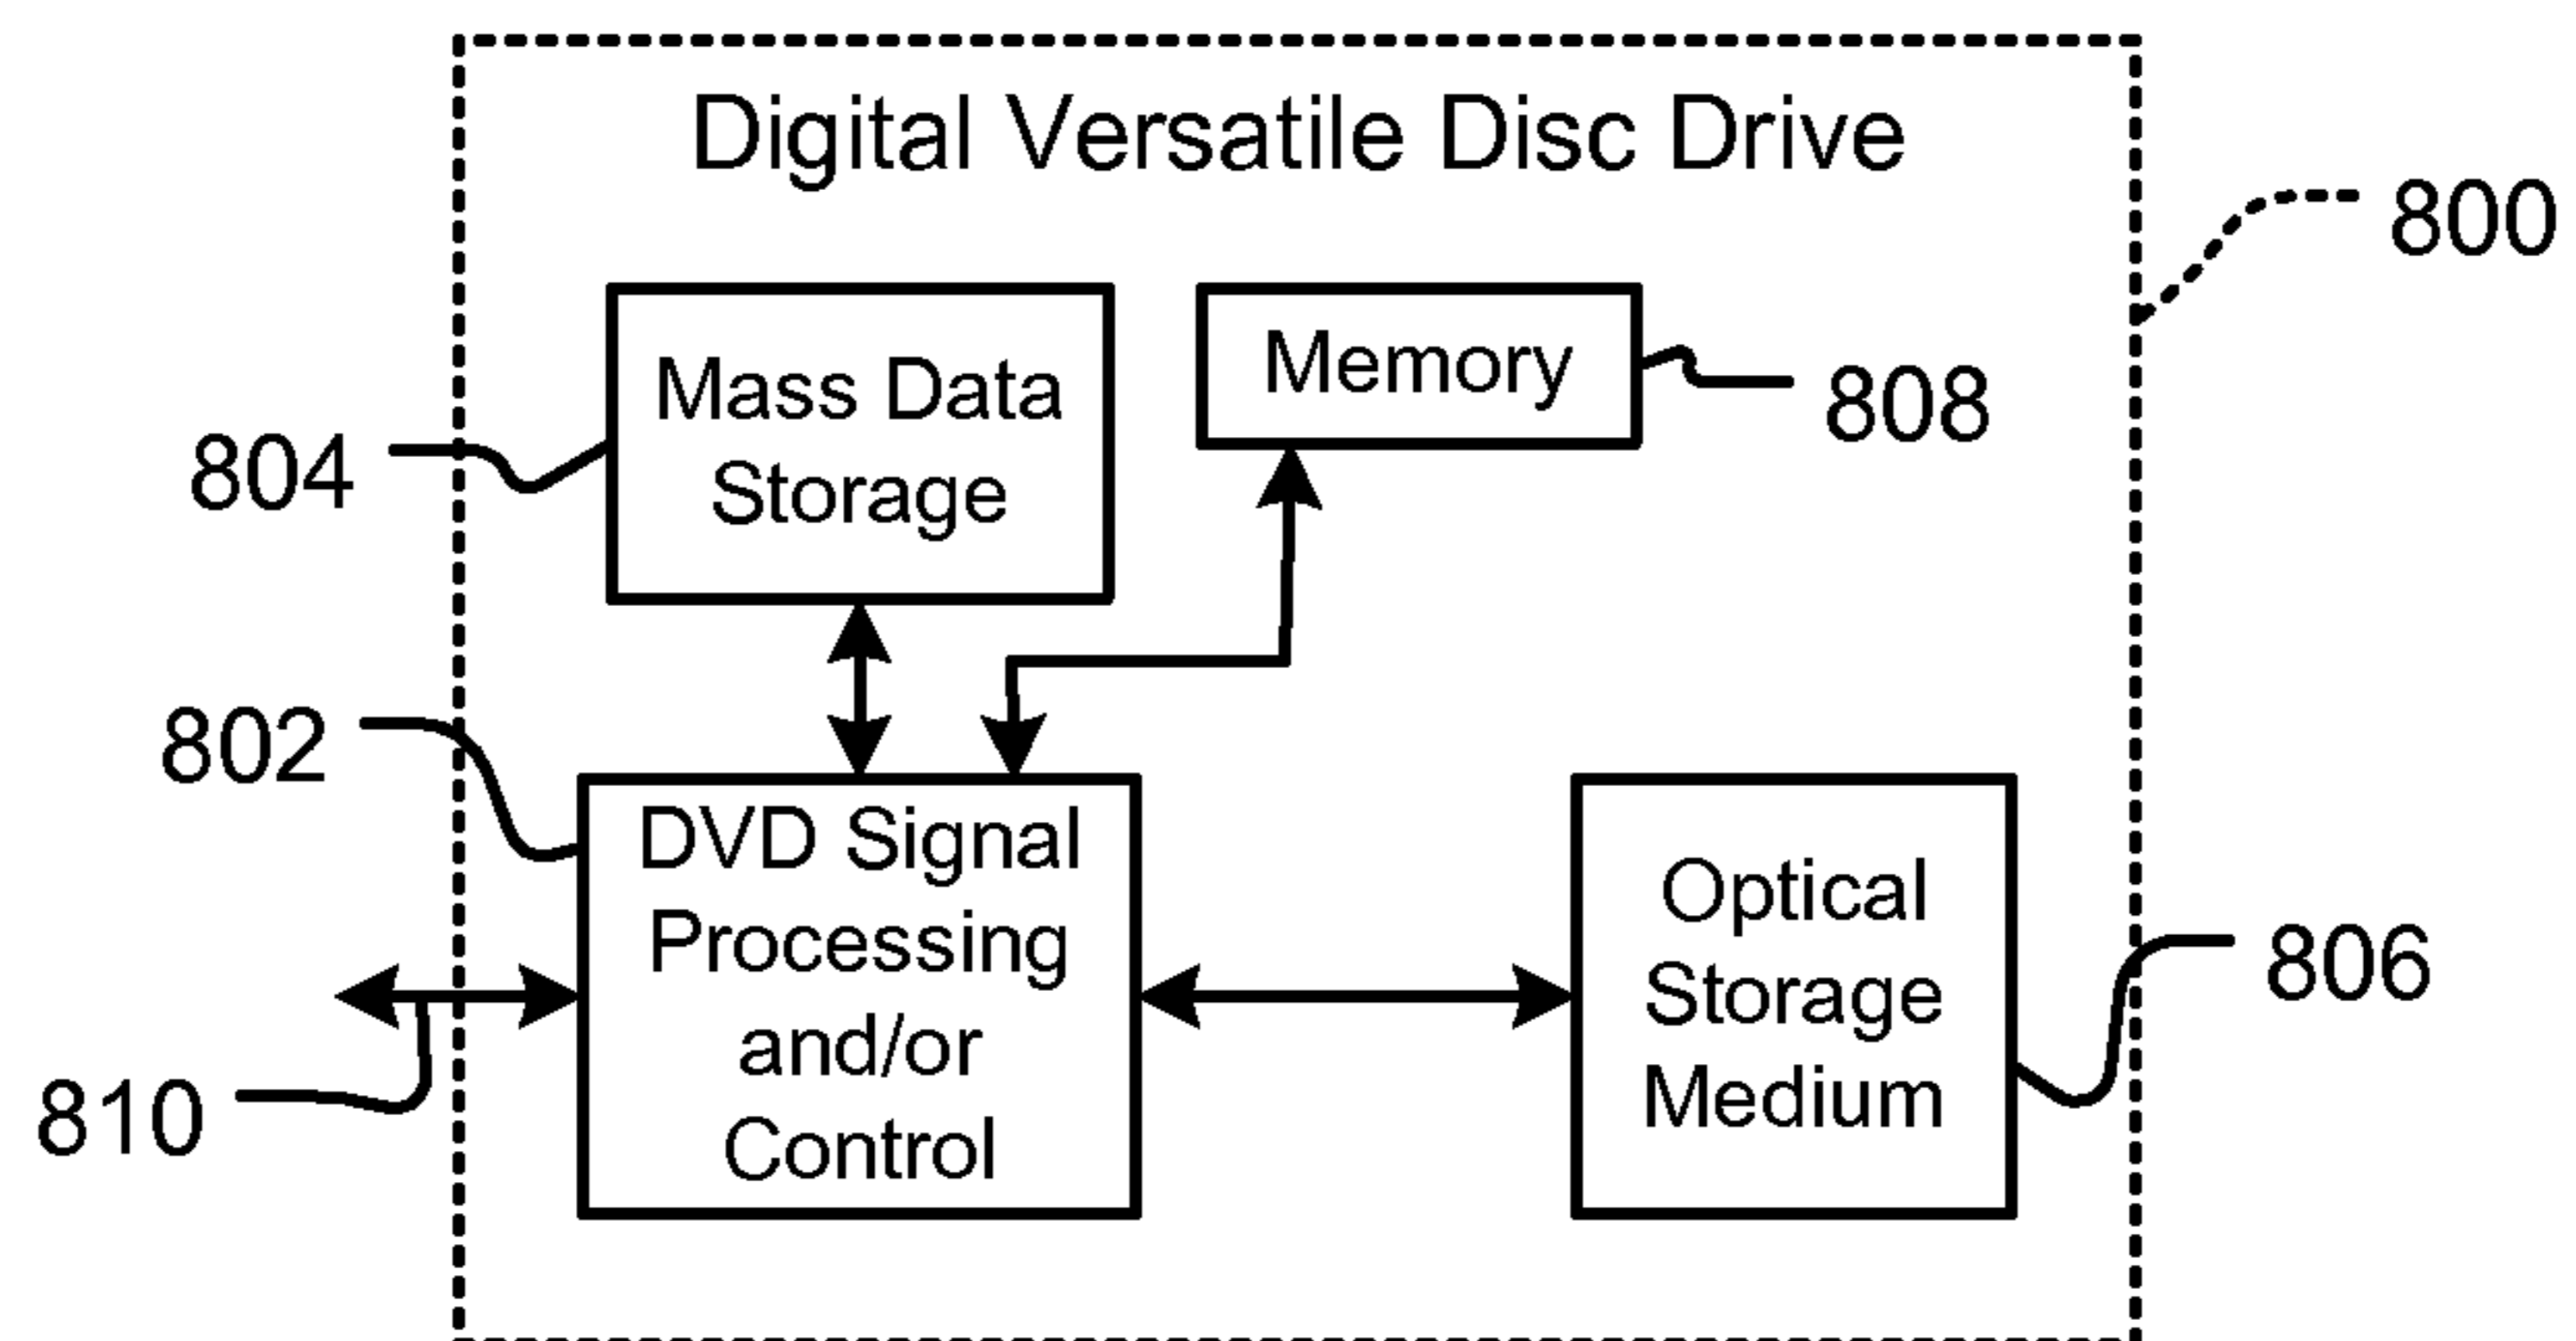 Digital Versatile Disc Drive
800
Mass Data
Storage
Memory
808
804
802
DVD Signal
Processing
and/or
Control
Optical
Storage
Medium
806
810